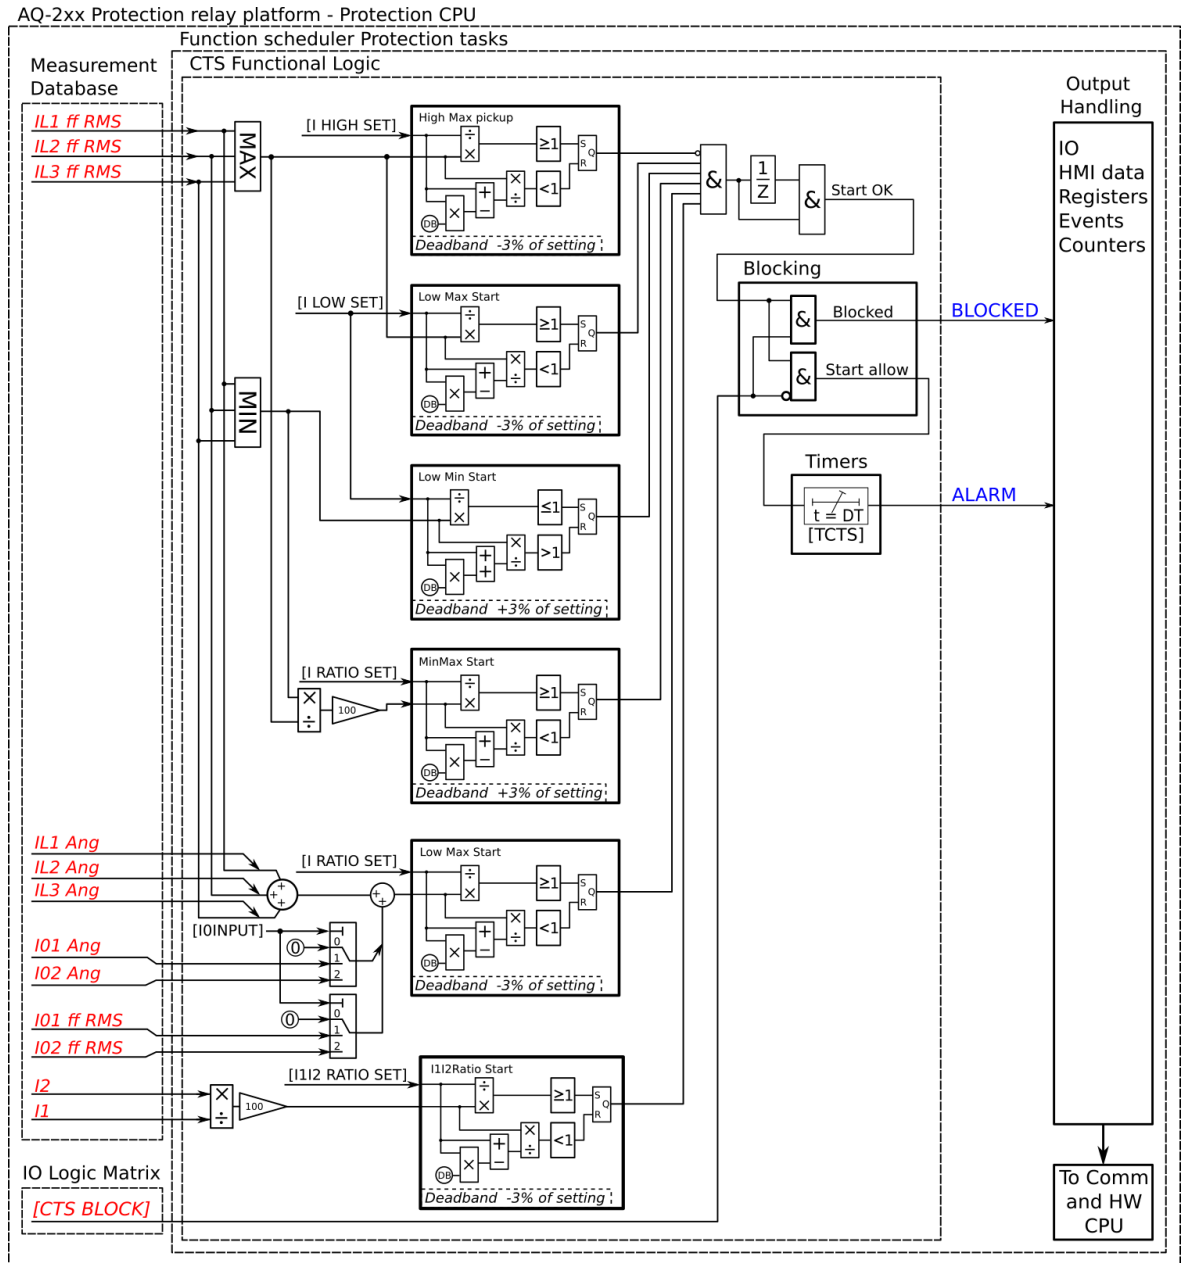 AQ-2xx Protection relay platform - Protection CPU
Function scheduler Protection tasks
CTS Functional Logic
Measurement
Database
IL1 ff RMS
IL2 ff RMS
IL3 ff RMS
MAX
[I HIGH SET]
High Max pickup
÷
×
≥1
S
Q
R
×
÷
<1
+
−
×
DB
Deadband -3% of setting
&
1
Z
&
Start OK
Output
Handling
IO
HMI data
Registers
Events
Counters
[I LOW SET]
Low Max Start
÷
×
≥1
S
Q
R
×
÷
<1
+
−
×
DB
Deadband -3% of setting
Blocking
&
Blocked
BLOCKED
&
Start allow
MIN
Low Min Start
÷
×
≤1
S
Q
R
×
÷
>1
+
+
×
DB
Deadband +3% of setting
Timers
t = DT
[TCTS]
ALARM
[I RATIO SET]
×
÷
100
MinMax Start
÷
×
≥1
S
Q
R
×
÷
<1
+
−
×
DB
Deadband +3% of setting
IL1 Ang
IL2 Ang
IL3 Ang
+
+ +
+
+
[I RATIO SET]
Low Max Start
÷
×
≥1
S
Q
R
×
÷
<1
+
−
×
DB
Deadband -3% of setting
[I0INPUT]
I01 Ang
I02 Ang
0
0
1
2
I01 ff RMS
I02 ff RMS
0
0
1
2
I2
I1
×
÷
100
[I1I2 RATIO SET]
I1I2Ratio Start
÷
×
≥1
S
Q
R
×
÷
<1
+
−
×
DB
Deadband -3% of setting
IO Logic Matrix
[CTS BLOCK]
To Comm
and HW
CPU